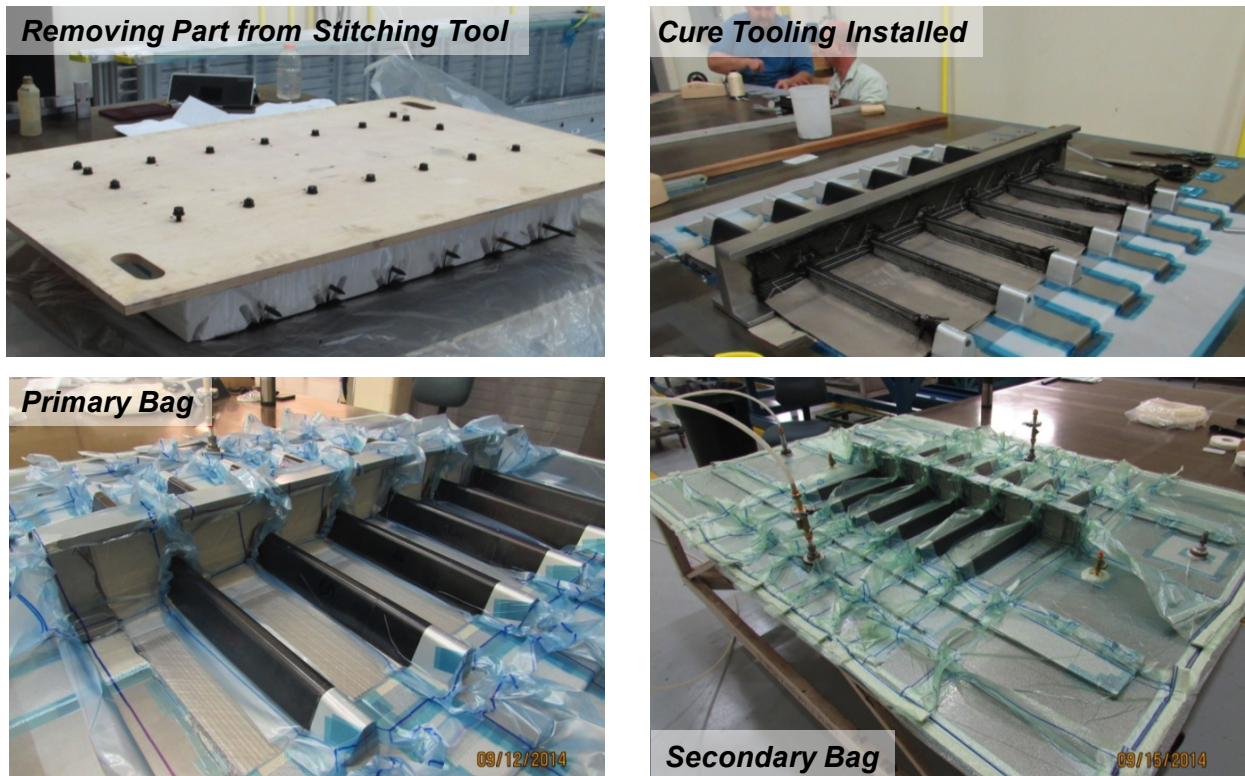 Removing Part from Stitching Tool
Cure Tooling Installed
Primary Bag
09/12/2014
Secondary Bag
09/15/2014